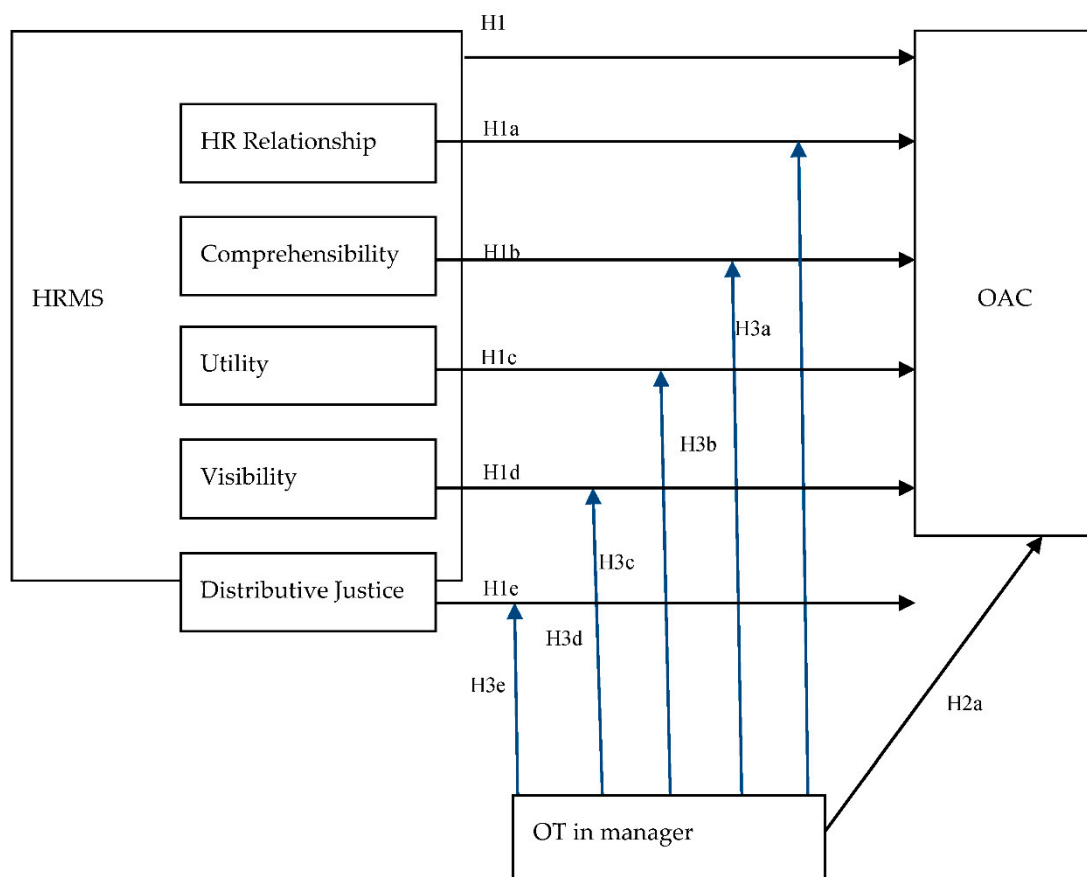 H1
HR Relationship
H1a
Comprehensibility
H1b
HRMS
OAC
H3a
Utility
H1c
H3b
Visibility
H1d
H3c
Distributive Justice
H1e
H3d
H3e
H2a
OT in manager